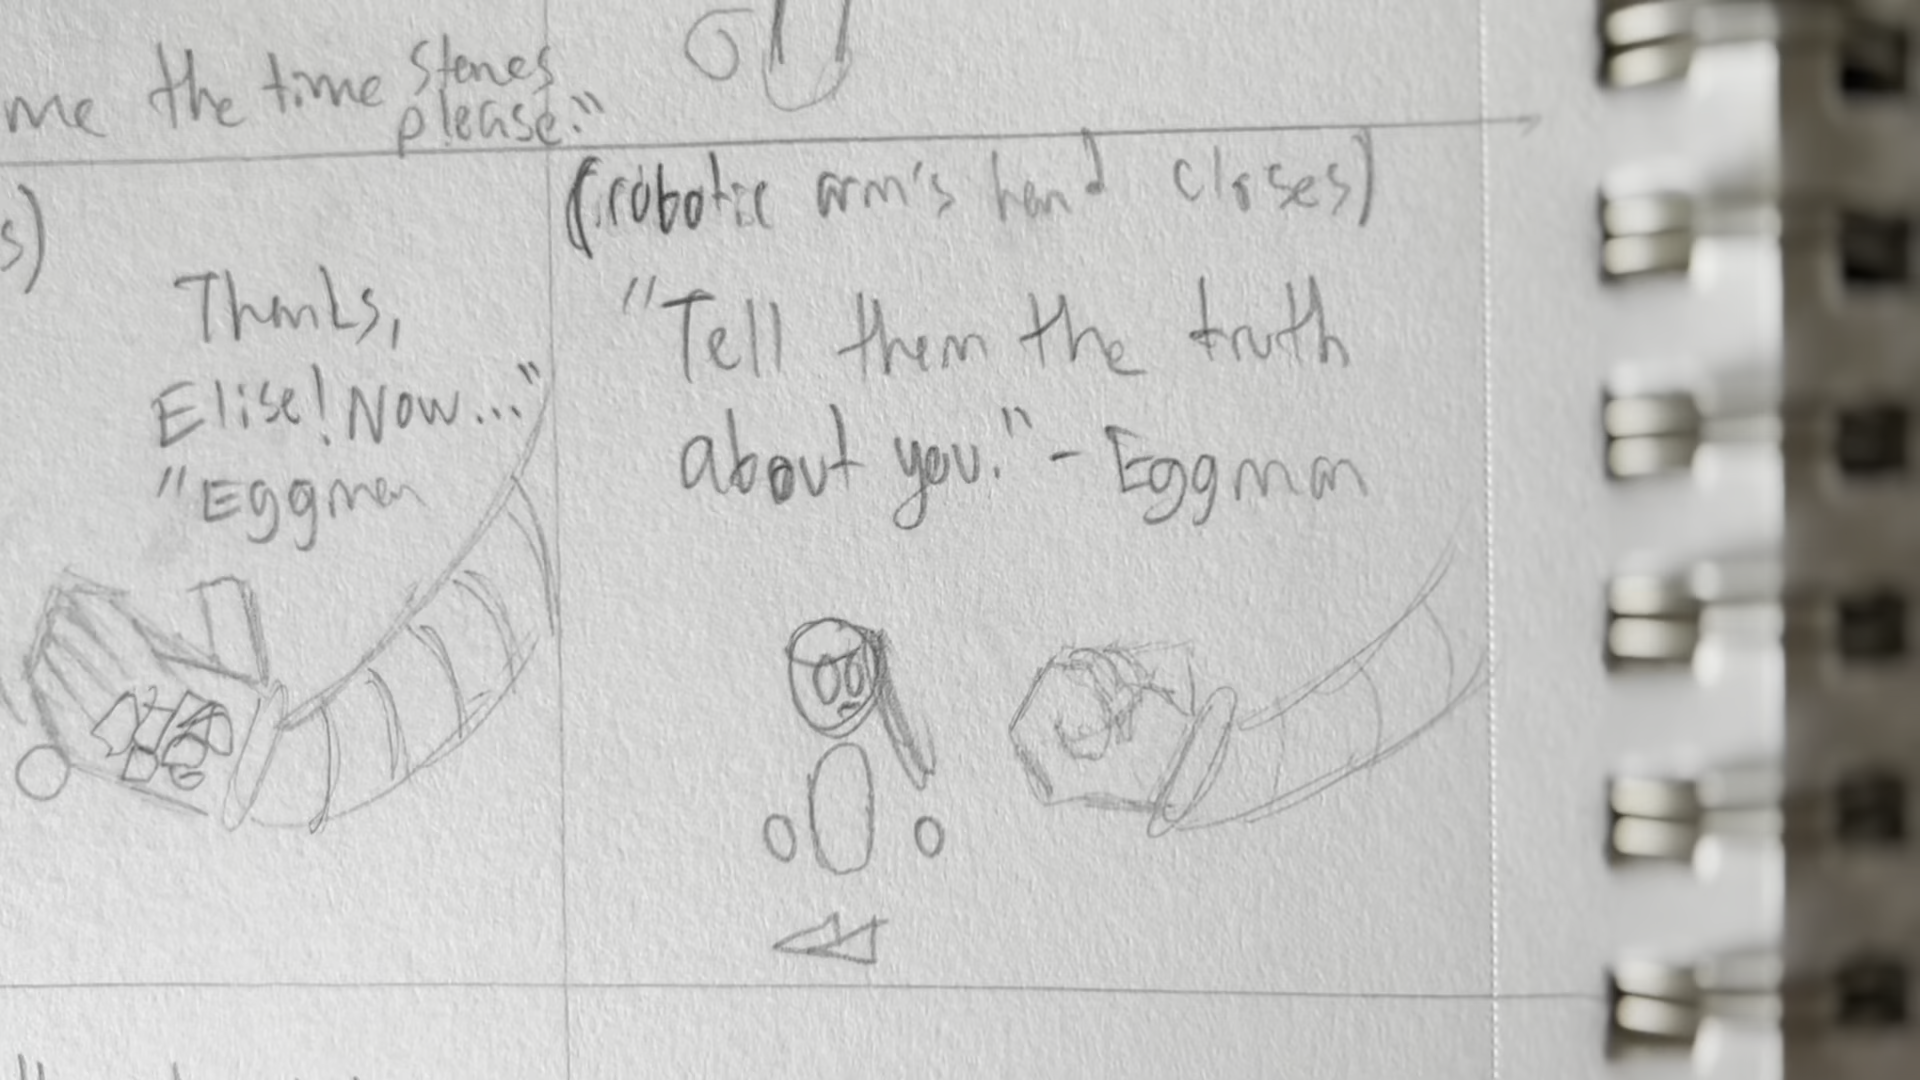 me the time stones
please."
s)
Thanks,
Elise! Now..."
"Eggman
(robotic arm's hand closes)
"Tell them the truth
about you." - Eggman